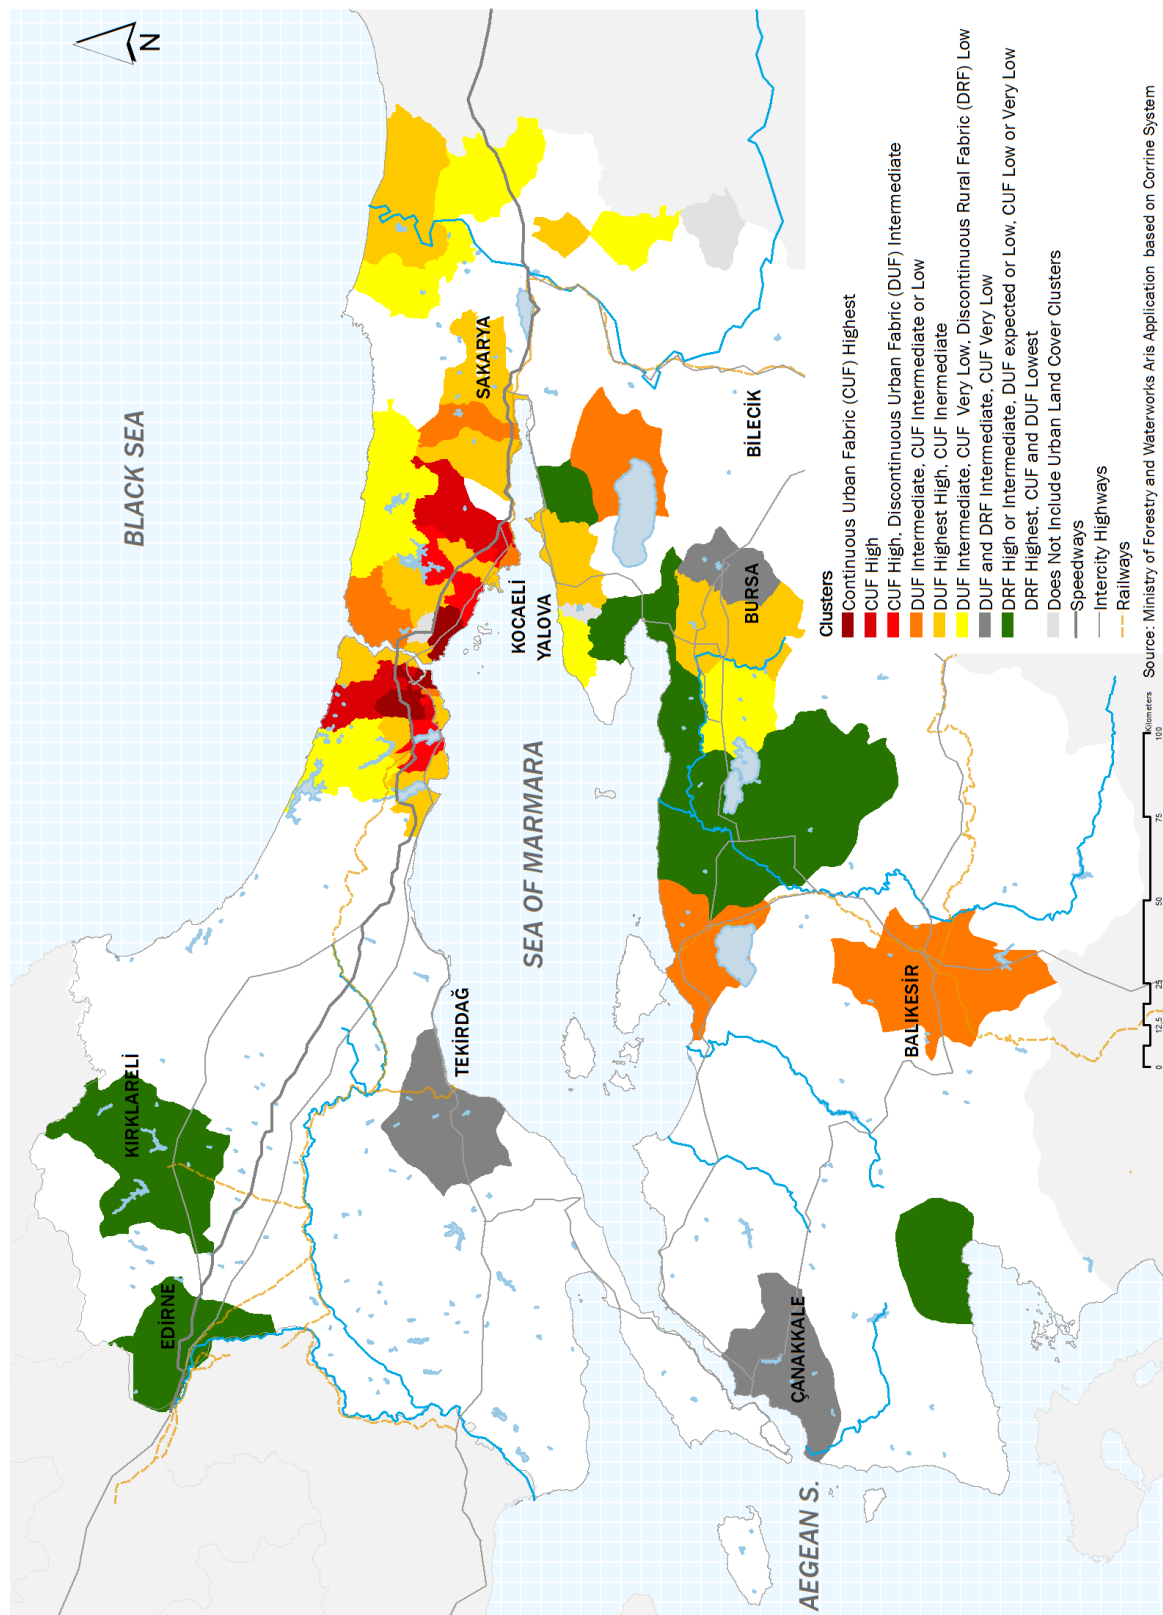 N
BLACK SEA
KIRKLARELİ
EDİRNE
TEKİRDAĞ
SAKARYA
KOCAELİ
YALOVA
SEA OF MARMARA
BİLECİK
BURSA
BALIKESİR
ÇANAKKALE
AEGEAN S.
Clusters
Continuous Urban Fabric (CUF) Highest
CUF High
CUF High, Discontinuous Urban Fabric (DUF) Intermediate
DUF Intermediate, CUF Intermediate or Low
DUF Highest High, CUF Inermediate
DUF Intermediate, CUF Very Low, Discontinuous Rural Fabric (DRF) Low
DUF and DRF Intermediate, CUF Very Low
DRF High or Intermediate, DUF expected or Low, CUF Low or Very Low
DRF Highest, CUF and DUF Lowest
Does Not Include Urban Land Cover Clusters
Speedways
Intercity Highways
Railways
0 12,5 25 50 75 100
Kilometers
Source: Ministry of Forestry and Waterworks Aris Application based on Corrine System